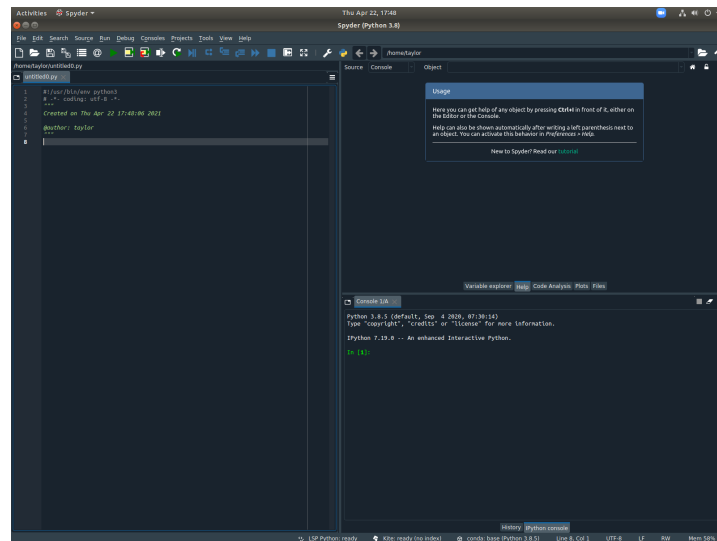 Activities Spyder Thu Apr 22, 17:48
Spyder (Python 3.8)
File Edit Search Source Run Debug Consoles Projects Tools View Help
/home/taylor
/home/taylor/untitled0.py
untitled0.py
Source Console Object
1 #!/usr/bin/env python3
2 # -*- coding: utf-8 -*-
3 """
4 Created on Thu Apr 22 17:48:06 2021
5
6 @author: taylor
7 """
8
Usage
Here you can get help of any object by pressing Ctrl+I in front of it, either on
the Editor or the Console.
Help can also be shown automatically after writing a left parenthesis next to
an object. You can activate this behavior in Preferences > Help.
New to Spyder? Read our tutorial
Variable explorer Help Code Analysis Plots Files
Console 1/A
Python 3.8.5 (default, Sep 4 2020, 07:30:14)
Type "copyright", "credits" or "license" for more information.
IPython 7.19.0 -- An enhanced Interactive Python.
In [1]:
History IPython console
LSP Python: ready Kite: ready (no index) conda: base (Python 3.8.5) Line 8, Col 1 UTF-8 LF RW Mem 58%